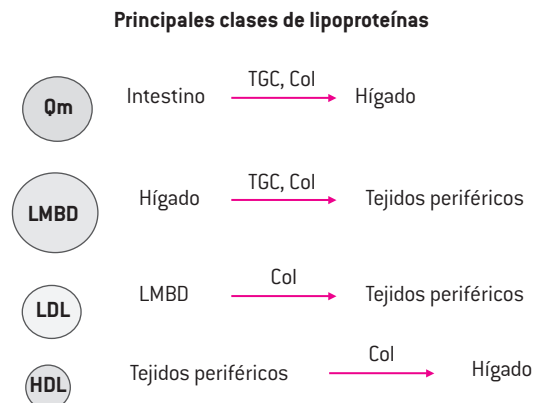 Principales clases de lipoproteínas
TGC, Col
Qm Intestino Hígado
TGC, Col
LMBD Hígado Tejidos periféricos
Col
LDL LMBD Tejidos periféricos
Col
HDL Tejidos periféricos Hígado